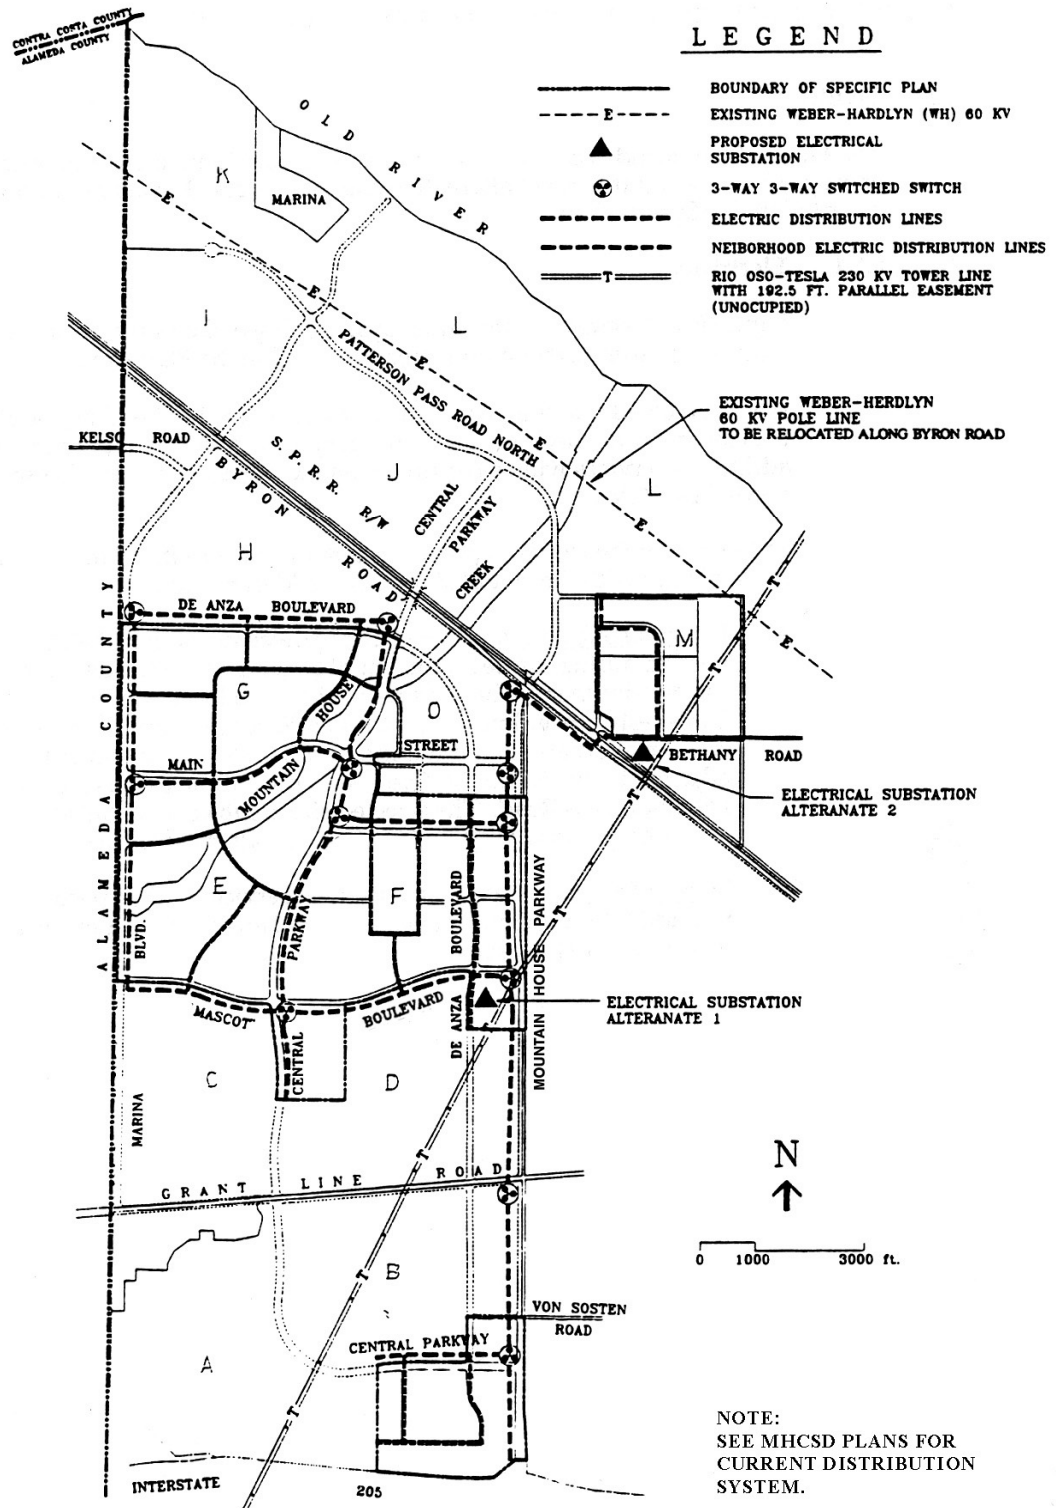 CONTRA COSTA COUNTY
ALAMEDA COUNTY
LEGEND
BOUNDARY OF SPECIFIC PLAN
E
EXISTING WEBER-HARDLYN (WH) 60 KV
PROPOSED ELECTRICAL
SUBSTATION
3-WAY 3-WAY SWITCHED SWITCH
ELECTRIC DISTRIBUTION LINES
NEIBORHOOD ELECTRIC DISTRIBUTION LINES
T
RIO OSO-TESLA 230 KV TOWER LINE
WITH 192.5 FT. PARALLEL EASEMENT
(UNOCUPIED)
OLD RIVER
K
MARINA
E
E
I
L
E
PATTERSON PASS ROAD NORTH
E
EXISTING WEBER-HERDLYN
60 KV POLE LINE
TO BE RELOCATED ALONG BYRON ROAD
KELSO ROAD
S. P. R. R. R/W
BYRON ROAD
J
CENTRAL
PARKWAY
L
E
CREEK
H
T
ALAMEDA COUNTY
DE ANZA BOULEVARD
M
E
T
G
HOUSE
O
STREET
MAIN
MOUNTAIN
BETHANY ROAD
T
ELECTRICAL SUBSTATION
ALTERANATE 2
E
F
BOULEVARD
MOUNTAIN HOUSE PARKWAY
T
BLVD.
PARKWAY
MASCOT
BOULEVARD
DE ANZA
ELECTRICAL SUBSTATION
ALTERANATE 1
CENTRAL
C
D
MARINA
T
N
GRANT LINE ROAD
0 1000 3000 ft.
T
B
VON SOSTEN
ROAD
CENTRAL PARKWAY
A
T
NOTE:
SEE MHCSD PLANS FOR
CURRENT DISTRIBUTION
SYSTEM.
INTERSTATE 205